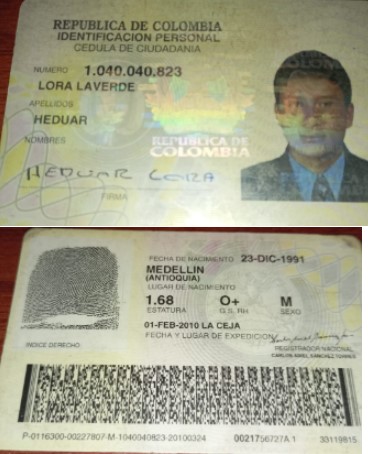 REPUBLICA DE COLOMBIA
IDENTIFICACION PERSONAL
CEDULA DE CIUDADANIA
NUMERO 1.040.040.823
LORA LAVERDE
APELLIDOS
HEDUAR
NOMBRES
REPUBLICA DE
COLOMBIA
HEDUAR LORA
FIRMA
FECHA DE NACIMIENTO 23-DIC-1991
MEDELLIN
(ANTIOQUIA)
LUGAR DE NACIMIENTO
1.68 O+ M
ESTATURA G.S. RH SEXO
01-FEB-2010 LA CEJA
FECHA Y LUGAR DE EXPEDICION
INDICE DERECHO
REGISTRADOR NACIONAL
CARLOS ARIEL SANCHEZ TORRES
P-0116300-00227807-M-1040040823-20100324 0021756727A 1 33119815